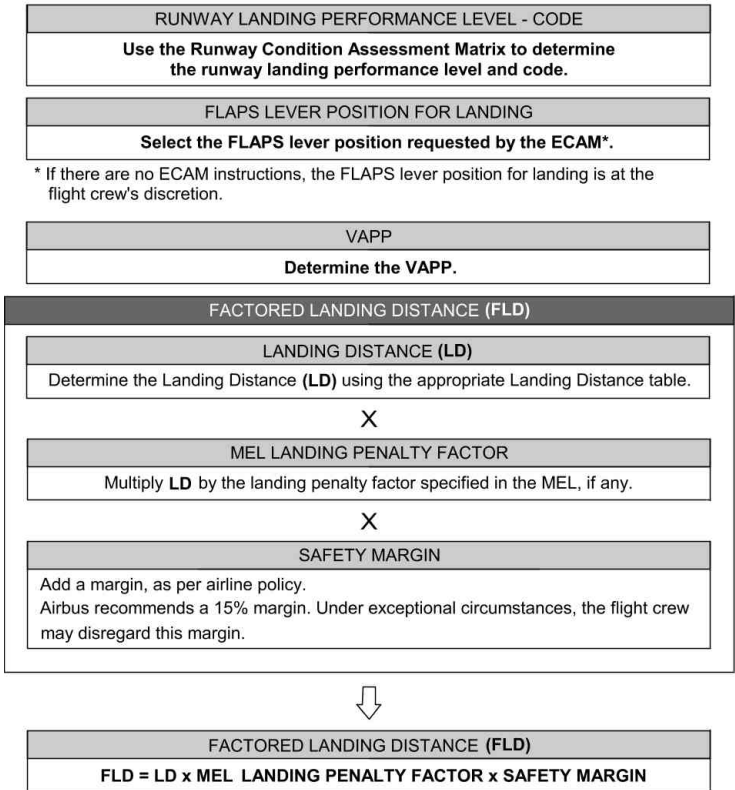 RUNWAY LANDING PERFORMANCE LEVEL - CODE
Use the Runway Condition Assessment Matrix to determine
the runway landing performance level and code.
FLAPS LEVER POSITION FOR LANDING
Select the FLAPS lever position requested by the ECAM*.
* If there are no ECAM instructions, the FLAPS lever position for landing is at the
flight crew's discretion.
VAPP
Determine the VAPP.
FACTORED LANDING DISTANCE (FLD)
LANDING DISTANCE (LD)
Determine the Landing Distance (LD) using the appropriate Landing Distance table.
X
MEL LANDING PENALTY FACTOR
Multiply LD by the landing penalty factor specified in the MEL, if any.
X
SAFETY MARGIN
Add a margin, as per airline policy.
Airbus recommends a 15% margin. Under exceptional circumstances, the flight crew
may disregard this margin.
FACTORED LANDING DISTANCE (FLD)
FLD = LD x MEL LANDING PENALTY FACTOR x SAFETY MARGIN